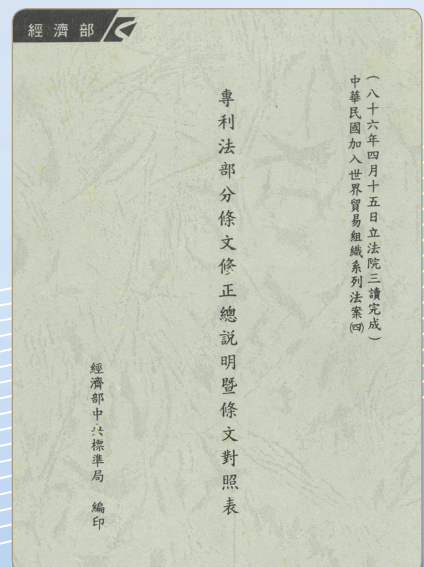 經濟部
(八十六年四月十五日立法院三讀完成)
中華民國加入世界貿易組織系列法案(四)
專利法部分條文修正總說明暨條文對照表
經濟部中央標準局 編印